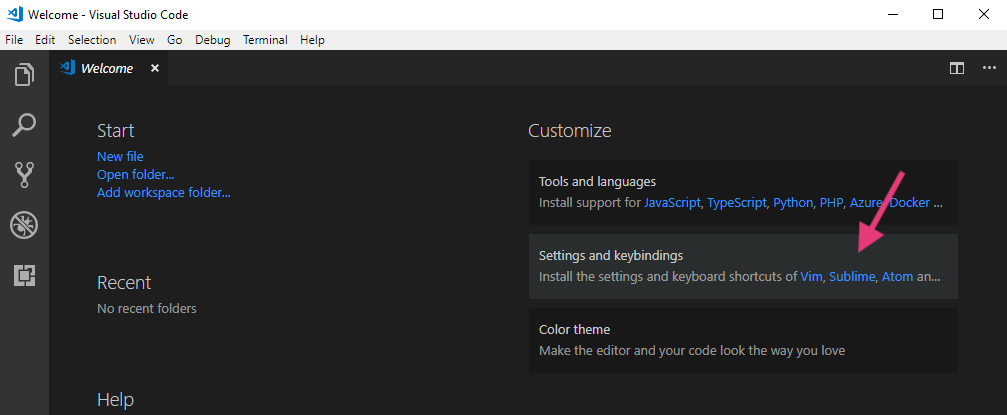 Welcome - Visual Studio Code
File Edit Selection View Go Debug Terminal Help
Welcome
Start
New file
Open folder...
Add workspace folder...
Recent
No recent folders
Help
Customize
Tools and languages
Install support for JavaScript, TypeScript, Python, PHP, Azure, Docker ...
Settings and keybindings
Install the settings and keyboard shortcuts of Vim, Sublime, Atom an...
Color theme
Make the editor and your code look the way you love